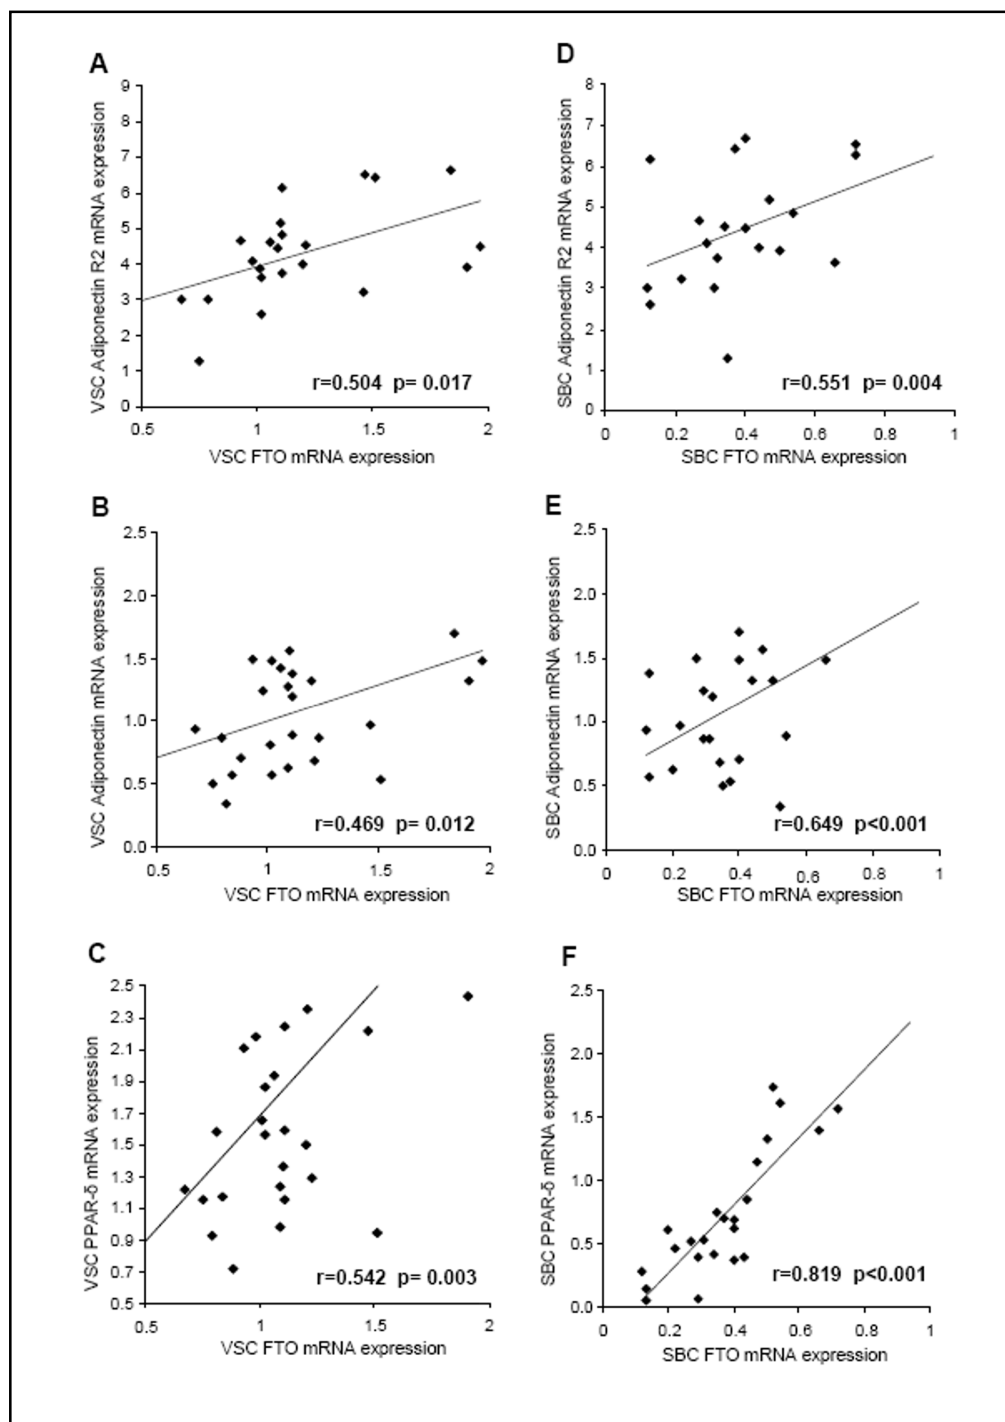 A
9
8
7
6
5
4
3
2
1
0
0.5 1 1.5 2
VSC Adiponectin R2 mRNA expression
r=0.504 p= 0.017
VSC FTO mRNA expression
D
8
7
6
5
4
3
2
1
0
0 0.2 0.4 0.6 0.8 1
SBC Adiponectin R2 mRNA expression
r=0.551 p= 0.004
SBC FTO mRNA expression
B
2.5
2.0
1.5
1.0
0.5
0.0
0.5 1 1.5 2
VSC Adiponectin mRNA expression
r=0.469 p= 0.012
VSC FTO mRNA expression
E
2.5
2.0
1.5
1.0
0.5
0.0
0 0.2 0.4 0.6 0.8 1
SBC Adiponectin mRNA expression
r=0.649 p<0.001
SBC FTO mRNA expression
C
2.5
2.3
2.1
1.9
1.7
1.5
1.3
1.1
0.9
0.7
0.5
0.5 1 1.5 2
VSC PPAR-δ mRNA expression
r=0.542 p= 0.003
VSC FTO mRNA expression
F
2.5
2.0
1.5
1.0
0.5
0.0
0 0.2 0.4 0.6 0.8 1
SBC PPAR-δ mRNA expression
r=0.819 p<0.001
SBC FTO mRNA expression